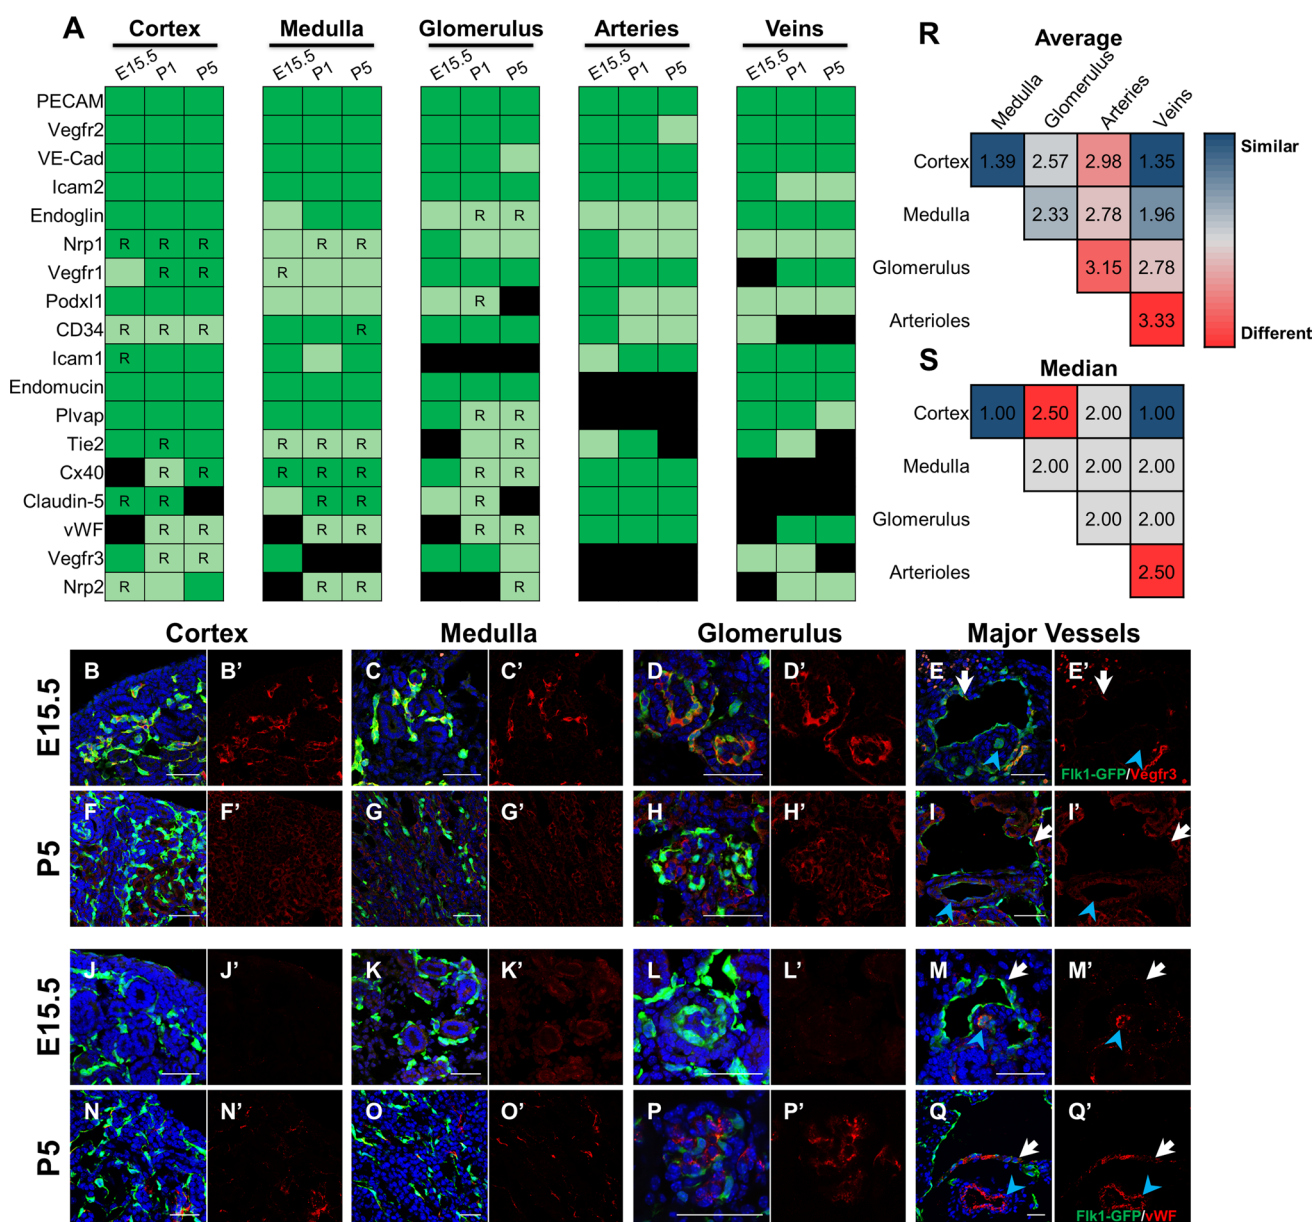 A
Cortex Medulla Glomerulus Arteries Veins
E15.5 P1 P5 E15.5 P1 P5 E15.5 P1 P5 E15.5 P1 P5 E15.5 P1 P5
PECAM
Vegfr2
VE-Cad
Icam2
Endoglin R R
Nrp1 R R R R R
Vegfr1 R R R
Podxl1 R
CD34 R R R R
Icam1 R
Endomucin
Plvap R R
Tie2 R R R R R
Cx40 R R R R R R R
Claudin-5 R R R R R
vWF R R R R R R
Vegfr3 R R
Nrp2 R R R R
R
Average
Medulla Glomerulus Arteries Veins
Cortex 1.39 2.57 2.98 1.35
Medulla 2.33 2.78 1.96
Glomerulus 3.15 2.78
Arterioles 3.33
Similar
Different
S
Median
Cortex 1.00 2.50 2.00 1.00
Medulla 2.00 2.00 2.00
Glomerulus 2.00 2.00
Arterioles 2.50
Cortex Medulla Glomerulus Major Vessels
E15.5
B B' C C' D D' E E'
Flk1-GFP/Vegfr3
P5
F F' G G' H H' I I'
E15.5
J J' K K' L L' M M'
P5
N N' O O' P P' Q Q'
Flk1-GFP/vWF